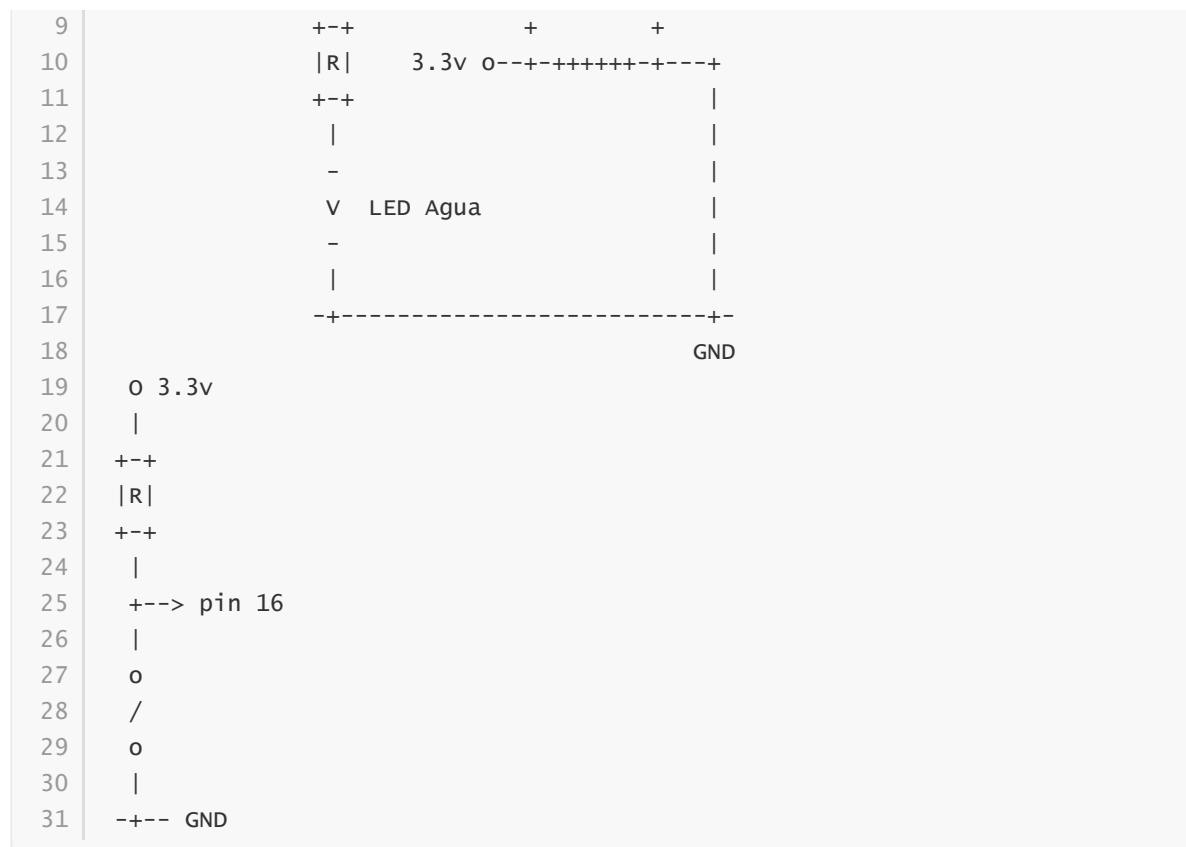 9                 +-+            +        +
10                |R|    3.3v o--+-++++++-+---+
11                +-+                         |
12                 |                          |
13                 -                          |
14                 V  LED Agua                |
15                 -                          |
16                 |                          |
17                -+--------------------------+-
18                                           GND
19   O 3.3v
20   |
21  +-+
22  |R|
23  +-+
24   |
25   +--> pin 16
26   |
27   o
28   /
29   o
30   |
31  -+-- GND